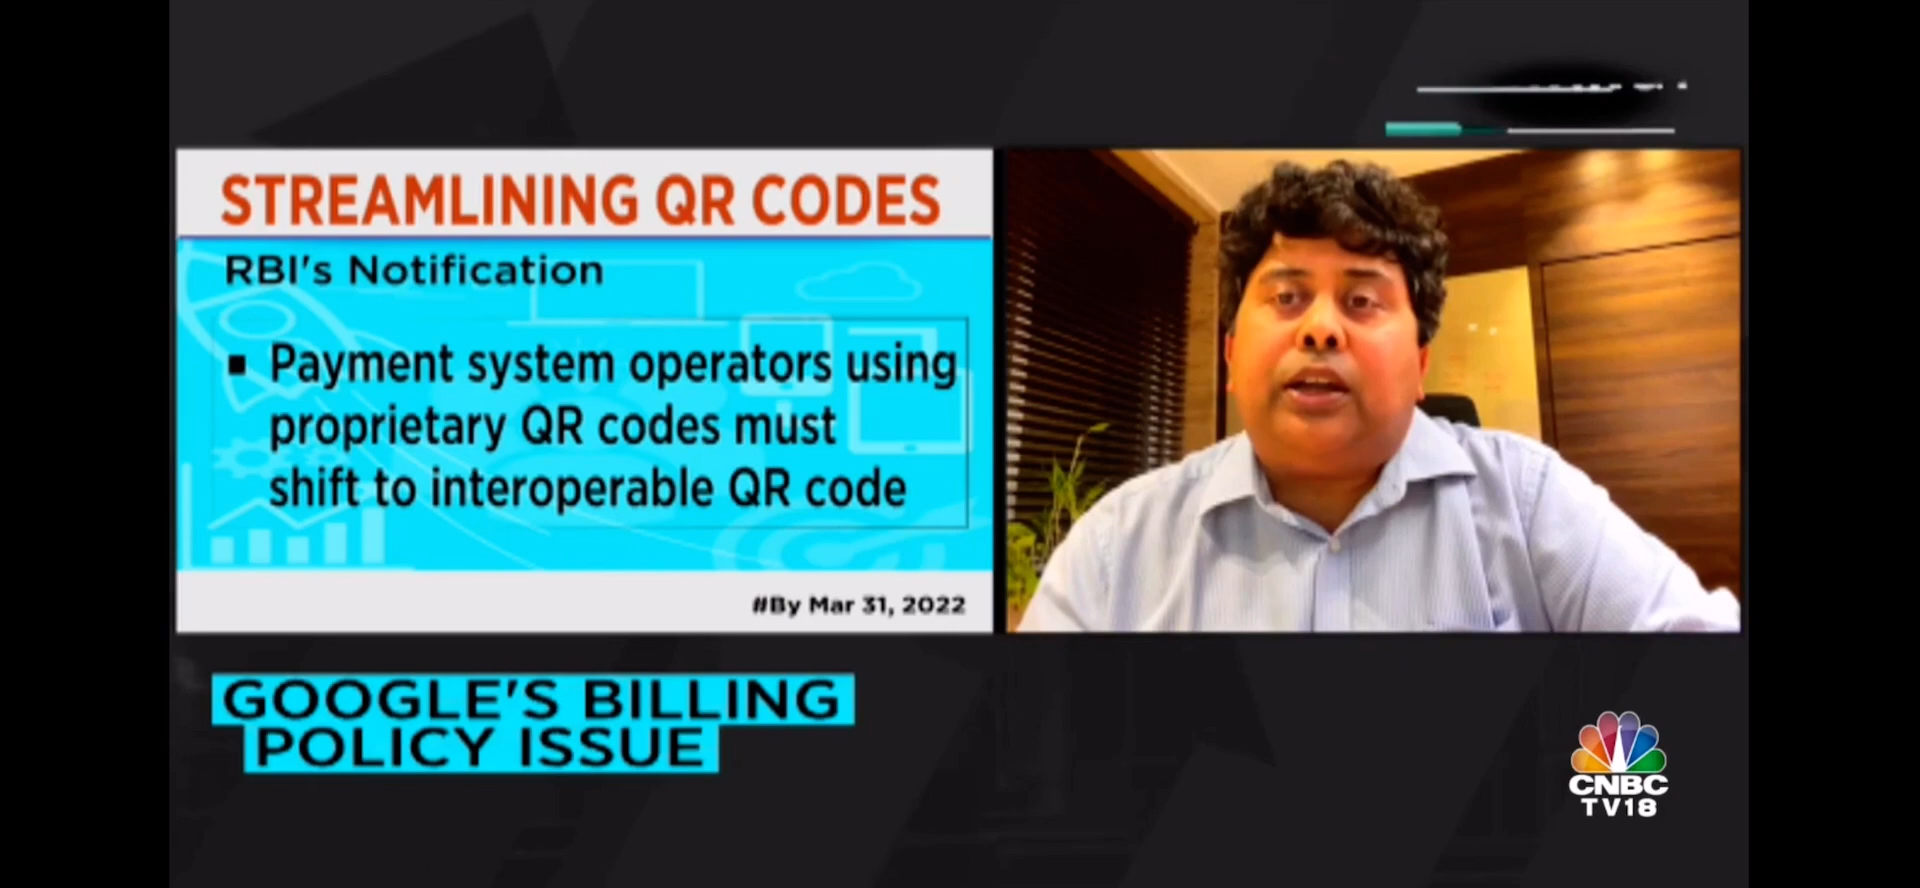 STREAMLINING QR CODES
RBI's Notification
▪ Payment system operators using
proprietary QR codes must
shift to interoperable QR code
#By Mar 31, 2022
GOOGLE'S BILLING
POLICY ISSUE
CNBC
TV18